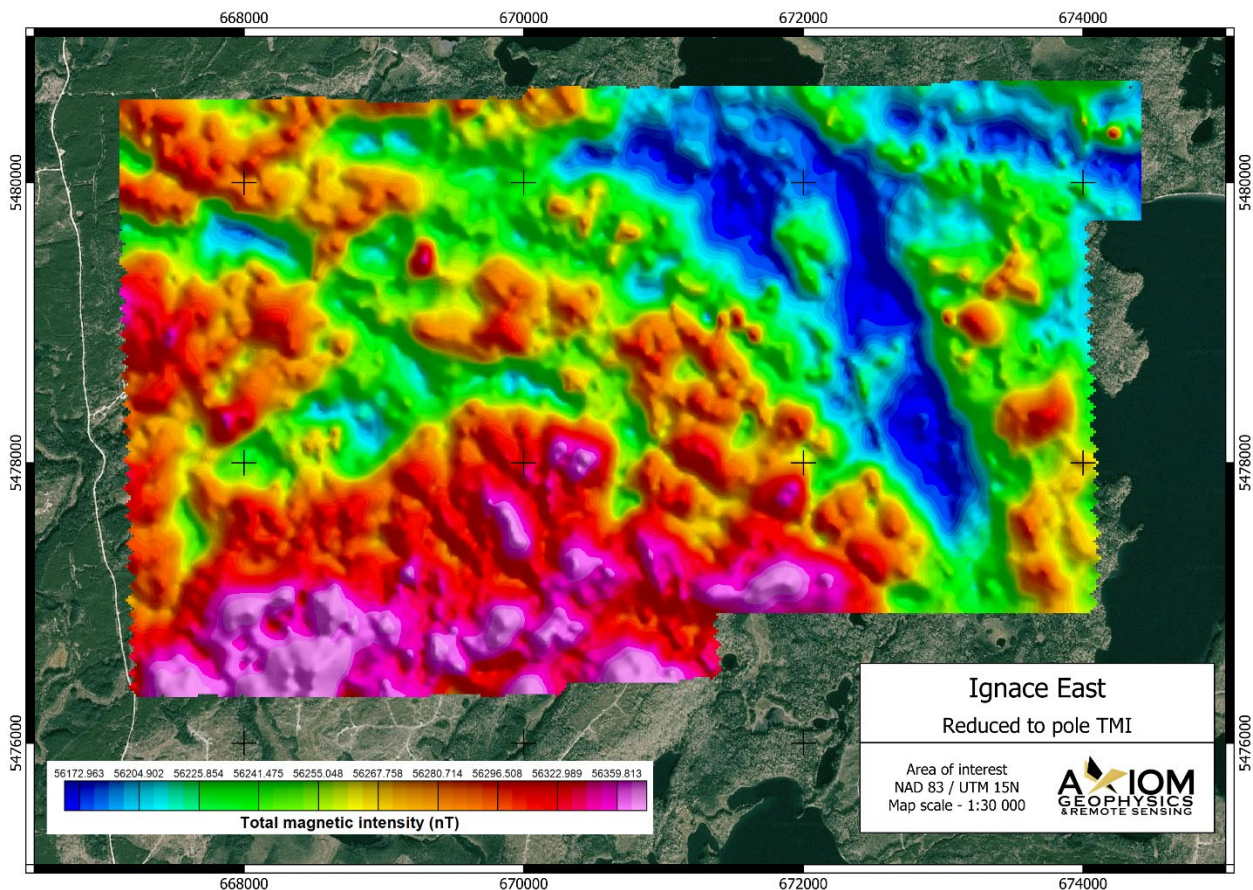 668000 670000 672000 674000
5480000 5480000
5478000 5478000
5476000 5476000
Ignace East
Reduced to pole TMI
Area of interest
NAD 83 / UTM 15N
Map scale - 1:30 000
AXIOM
GEOPHYSICS
& REMOTE SENSING
56172.963 56204.902 56225.854 56241.475 56255.048 56267.758 56280.714 56296.508 56322.989 56359.813
Total magnetic intensity (nT)
668000 670000 672000 674000